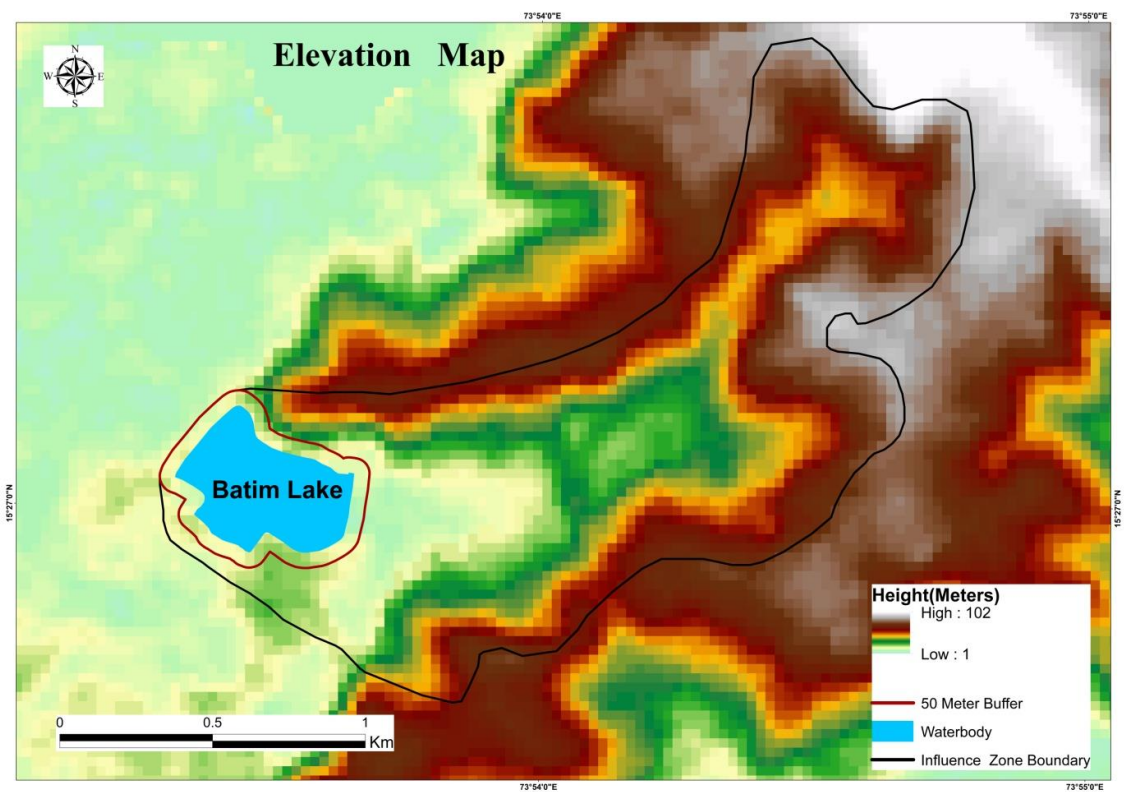 73°54'0"E
73°55'0"E
Elevation Map
N
W
E
S
Batim Lake
15°27'0"N
15°27'0"N
Height(Meters)
High : 102
Low : 1
50 Meter Buffer
Waterbody
Influence Zone Boundary
0
0.5
1
Km
73°54'0"E
73°55'0"E